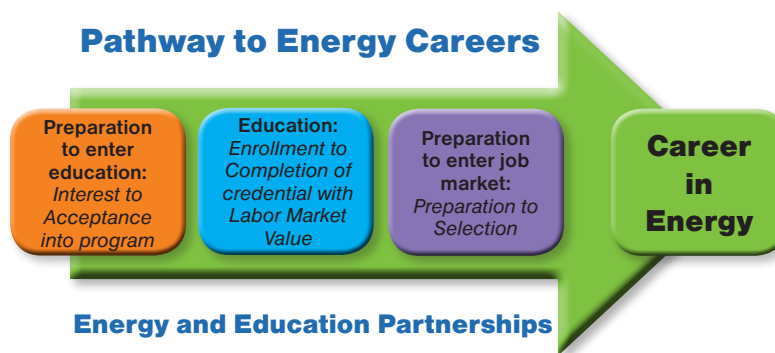 Pathway to Energy Careers
Preparation
to enter
education:
Interest to
Acceptance
into program
Education:
Enrollment to
Completion of
credential with
Labor Market
Value
Preparation
to enter job
market:
Preparation to
Selection
Career
in
Energy
Energy and Education Partnerships